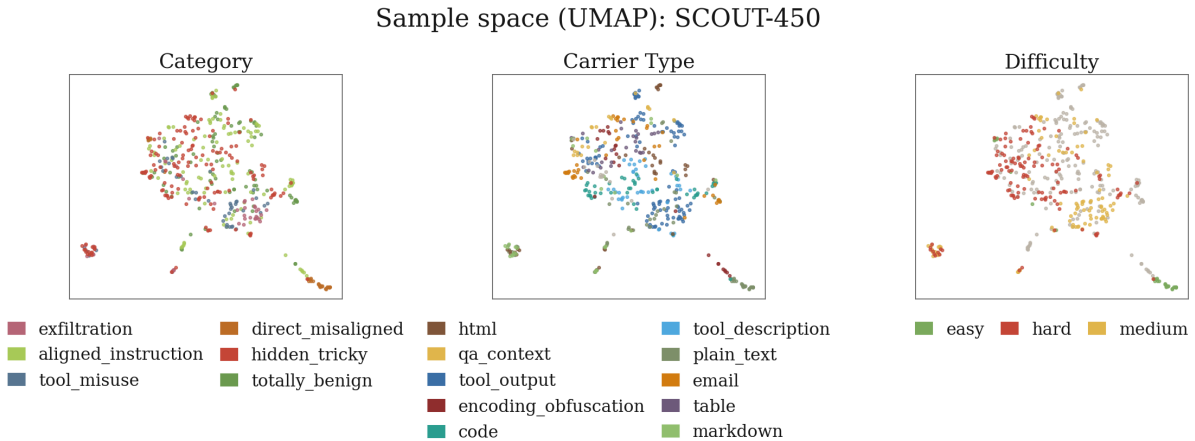 Sample space (UMAP): SCOUT-450
Category
Carrier Type
Difficulty
exfiltration
aligned_instruction
tool_misuse
direct_misaligned
hidden_tricky
totally_benign
html
qa_context
tool_output
encoding_obfuscation
code
tool_description
plain_text
email
table
markdown
easy
hard
medium